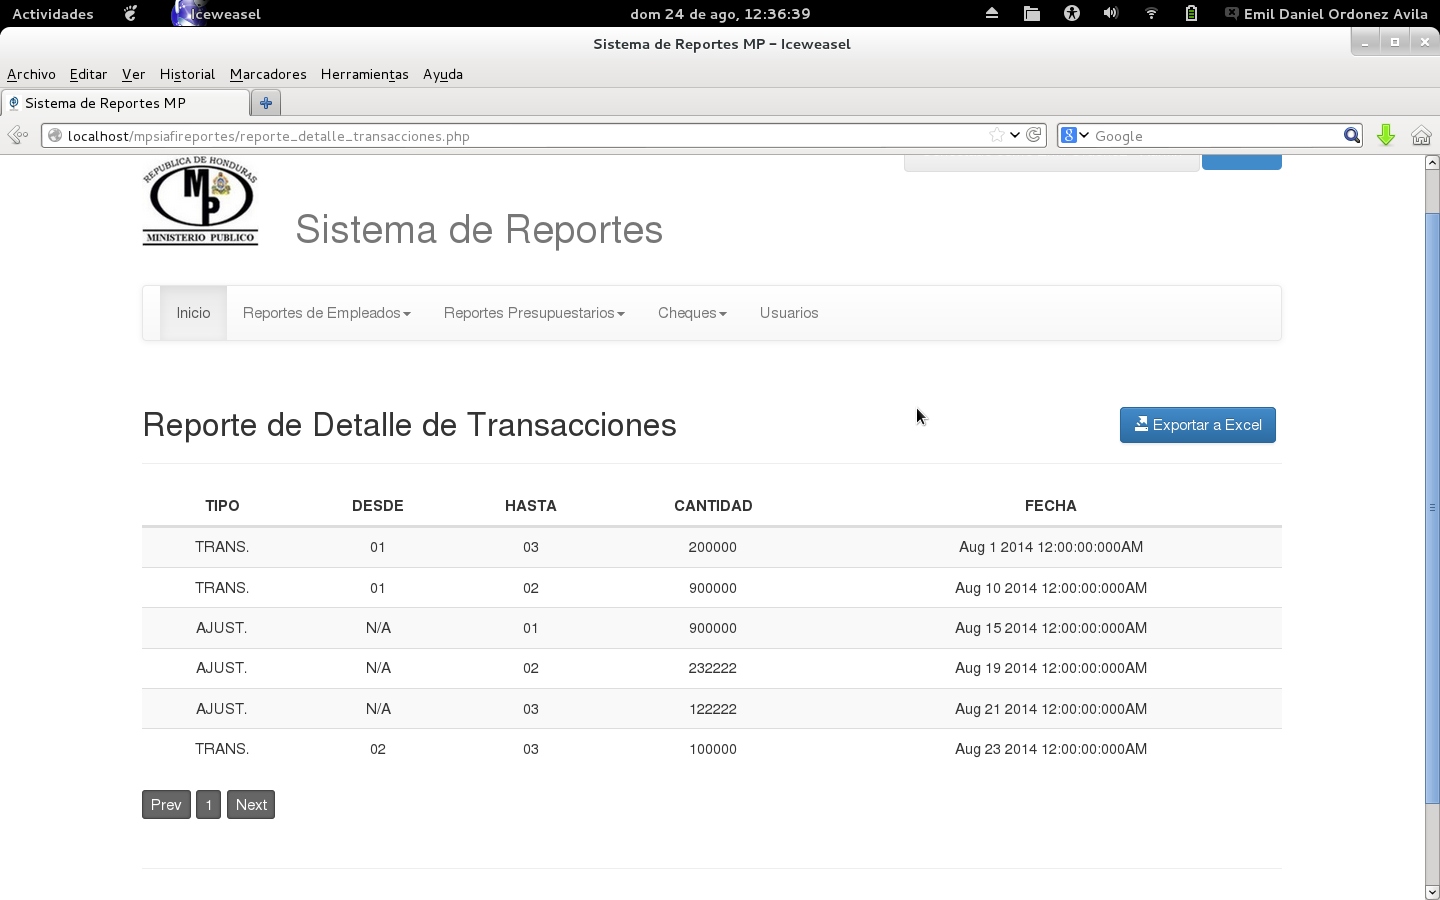 Actividades Iceweasel dom 24 de ago, 12:36:39 Emil Daniel Ordonez Avila
Sistema de Reportes MP - Iceweasel
Archivo Editar Ver Historial Marcadores Herramientas Ayuda
Sistema de Reportes MP
localhost/mpsiafireportes/reporte_detalle_transacciones.php Google
REPUBLICA DE HONDURAS
MP
MINISTERIO PUBLICO
Sistema de Reportes
Inicio Reportes de Empleados Reportes Presupuestarios Cheques Usuarios
Reporte de Detalle de Transacciones Exportar a Excel
TIPO DESDE HASTA CANTIDAD FECHA
TRANS. 01 03 200000 Aug 1 2014 12:00:00:000AM
TRANS. 01 02 900000 Aug 10 2014 12:00:00:000AM
AJUST. N/A 01 900000 Aug 15 2014 12:00:00:000AM
AJUST. N/A 02 232222 Aug 19 2014 12:00:00:000AM
AJUST. N/A 03 122222 Aug 21 2014 12:00:00:000AM
TRANS. 02 03 100000 Aug 23 2014 12:00:00:000AM
Prev 1 Next